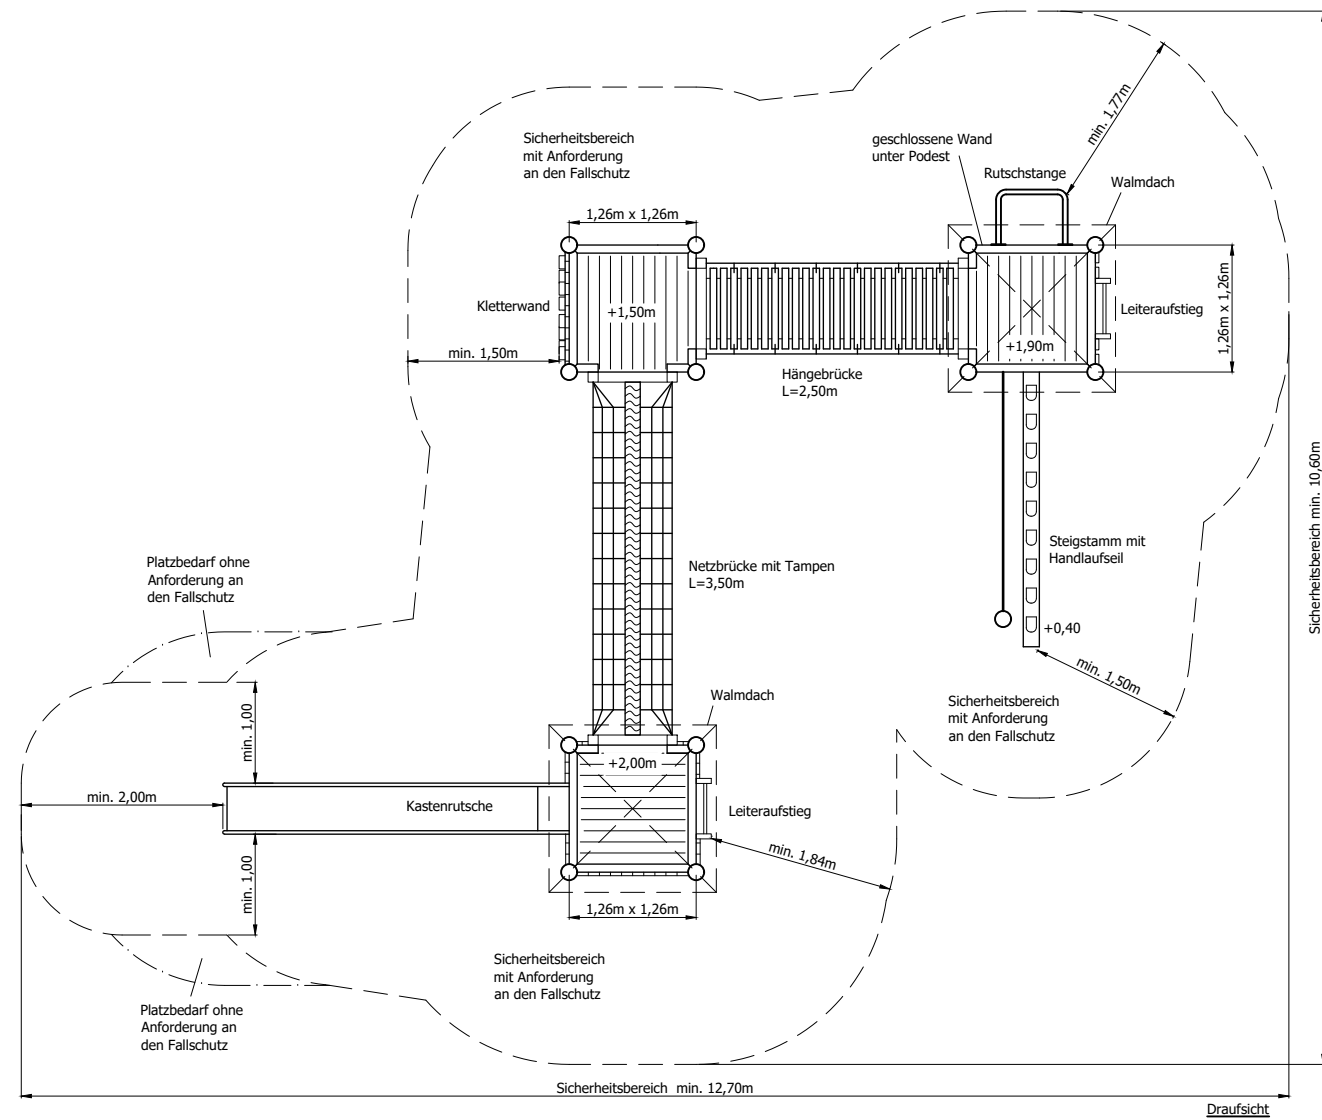 min. 1,77m
Sicherheitsbereich
mit Anforderung
an den Fallschutz
geschlossene Wand
unter Podest
Rutschstange
Walmdach
1,26m x 1,26m
Kletterwand
+1,50m
Leiteraufstieg
1,26m x 1,26m
+1,90m
min. 1,50m
Hängebrücke
L=2,50m
Sicherheitsbereich min. 10,60m
Steigstamm mit
Handlaufseil
Platzbedarf ohne
Anforderung an
den Fallschutz
Netzbrücke mit Tampen
L=3,50m
+0,40
min. 1,50m
Walmdach
Sicherheitsbereich
mit Anforderung
an den Fallschutz
min. 1,00
+2,00m
min. 2,00m
Kastenrutsche
Leiteraufstieg
min. 1,84m
min. 1,00
1,26m x 1,26m
Sicherheitsbereich
mit Anforderung
an den Fallschutz
Platzbedarf ohne
Anforderung an
den Fallschutz
Sicherheitsbereich min. 12,70m
Draufsicht